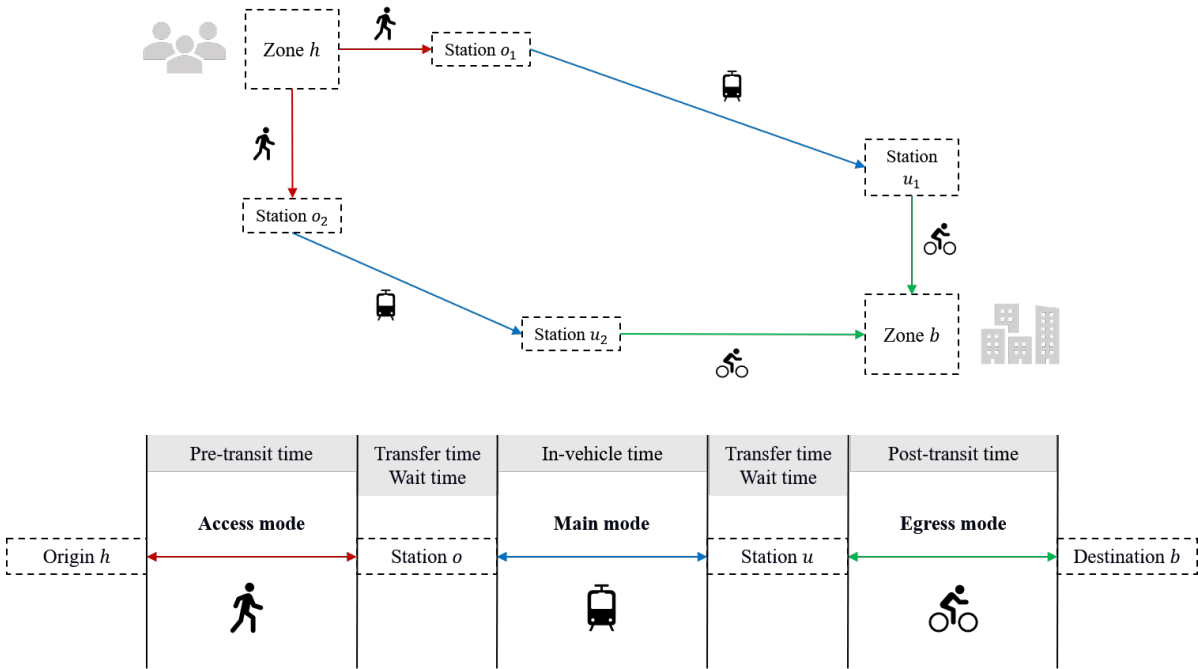 Zone h
Station o₁
Station
u₁
Station o₂
Station u₂
Zone b
Pre-transit time
Transfer time
Wait time
In-vehicle time
Transfer time
Wait time
Post-transit time
Access mode
Main mode
Egress mode
Origin h
Station o
Station u
Destination b